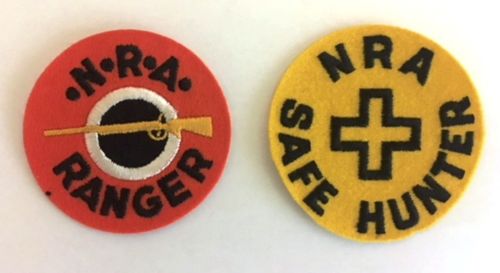 ·N·R·A·
RANGER
NRA
SAFE HUNTER